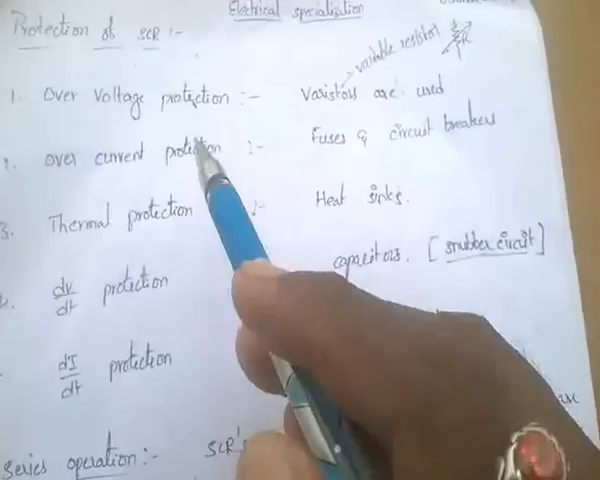 Electrical specialization
Protection of SCR :-
variable resistor R
1. Over Voltage protection :- Varistors are used
2. Over current protection :- Fuses & circuit breakers
3. Thermal protection :- Heat sinks.
dv/dt protection capacitors. [snubber circuit]
dI/dt protection
Series operation :- SCR's